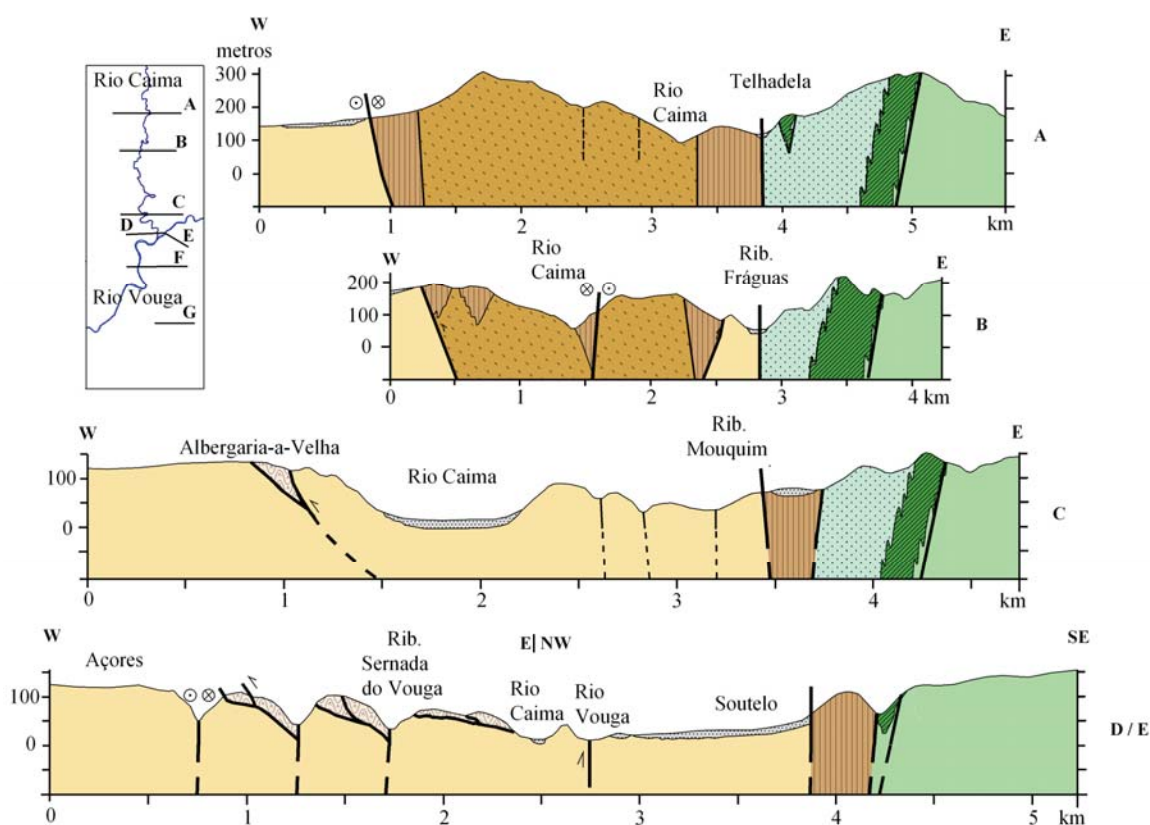 W
E
metros
300
200
100
0
Rio Caima
A
B
C
D
E
F
Rio Vouga
G
Rio
Caima
Telhadela
A
0
1
2
3
4
5
km
W
Rio
Caima
Rib.
Fráguas
E
200
100
0
B
0
1
2
3
4 km
W
Albergaria-a-Velha
Rio Caima
Rib.
Mouquim
E
100
0
C
0
1
2
3
4
km
W
Açores
Rib.
Sernada
do Vouga
E| NW
Rio
Caima
Rio
Vouga
Soutelo
SE
100
0
D / E
0
1
2
3
4
5
km